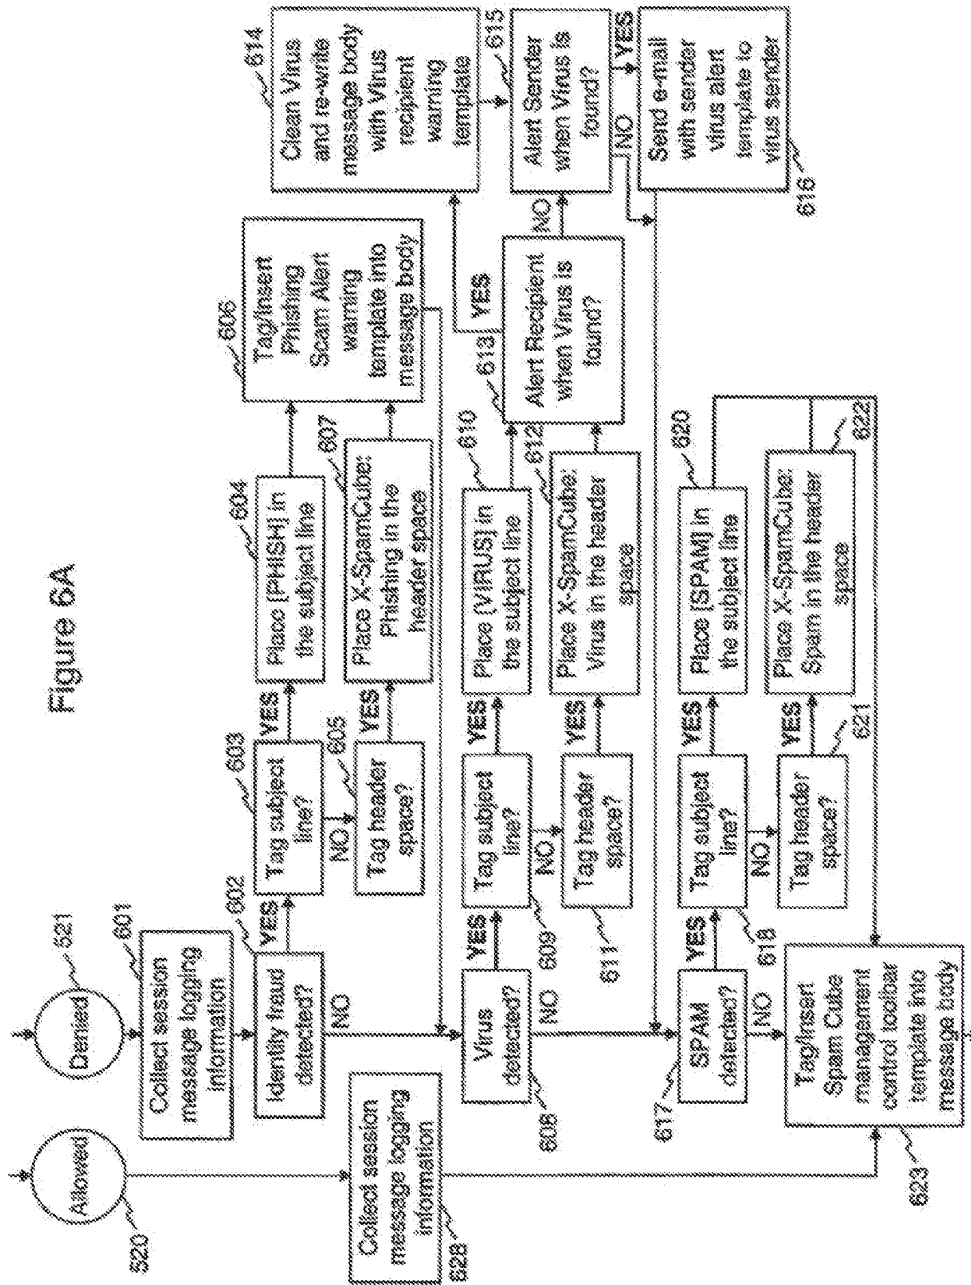 Figure 6A
Allowed
520
Denied
521
Collect session
message logging
information
601
Collect session
message logging
information
628
Identity fraud
detected?
602
YES
NO
Tag subject
line?
603
YES
NO
Place [PHISH] in
the subject line
604
Tag header
space?
605
YES
Place X-SpamCube:
Phishing in the
header space
607
Tag/Insert
Phishing
Scam Alert
warning
template into
message body
606
Virus
detected?
608
YES
NO
Tag subject
line?
609
YES
NO
Place (VIRUS] in
the subject line
610
Tag header
space?
611
YES
Place X-SpamCube:
Virus in the header
space
612
Alert Recipient
when Virus is
found?
613
YES
NO
Clean Virus
and re-write
message body
with Virus
recipient
warning
template
614
Alert Sender
when Virus is
found?
615
YES
NO
Send e-mail
with sender
virus alert
template to
virus sender
616
SPAM
detected?
617
YES
NO
Tag subject
line?
618
YES
NO
Place [SPAM] in
the subject line
620
Tag header
space?
621
YES
Place X-SpamCube:
Spam in the header
space
622
Tag/Insert
Spam Cube
management
control toolbar
template into
message body
623